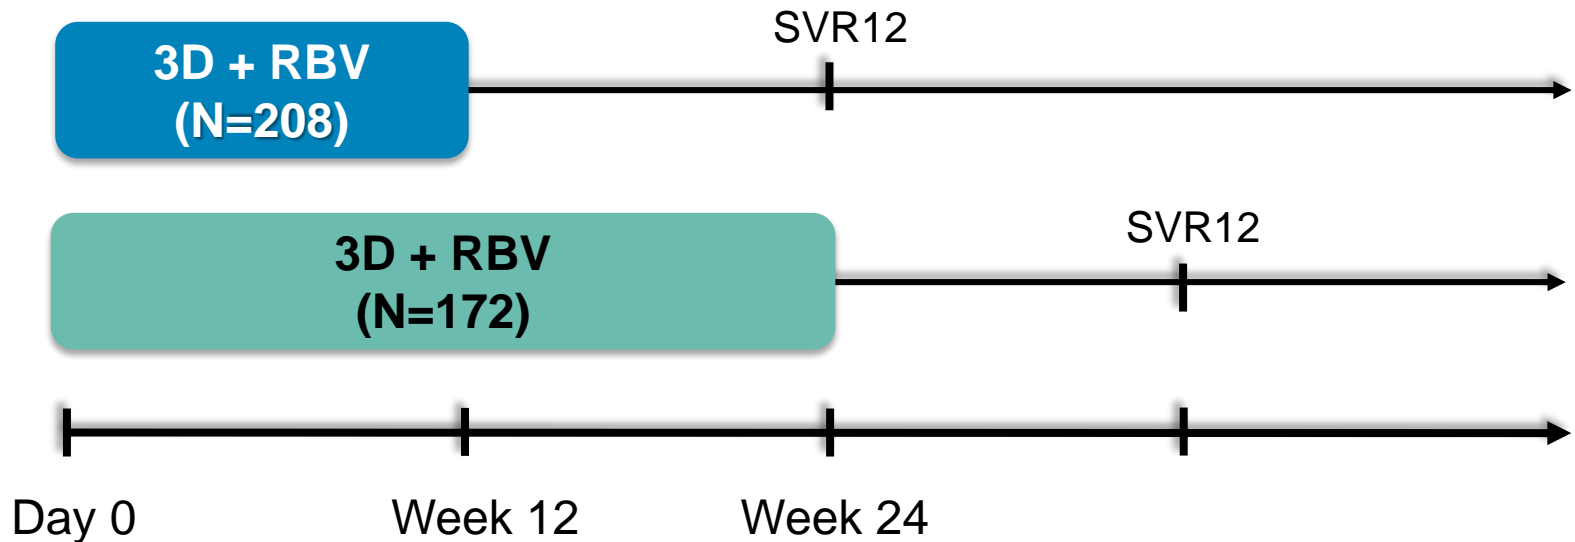 SVR12
3D + RBV
(N=208)
SVR12
3D + RBV
(N=172)
Day 0
Week 12
Week 24